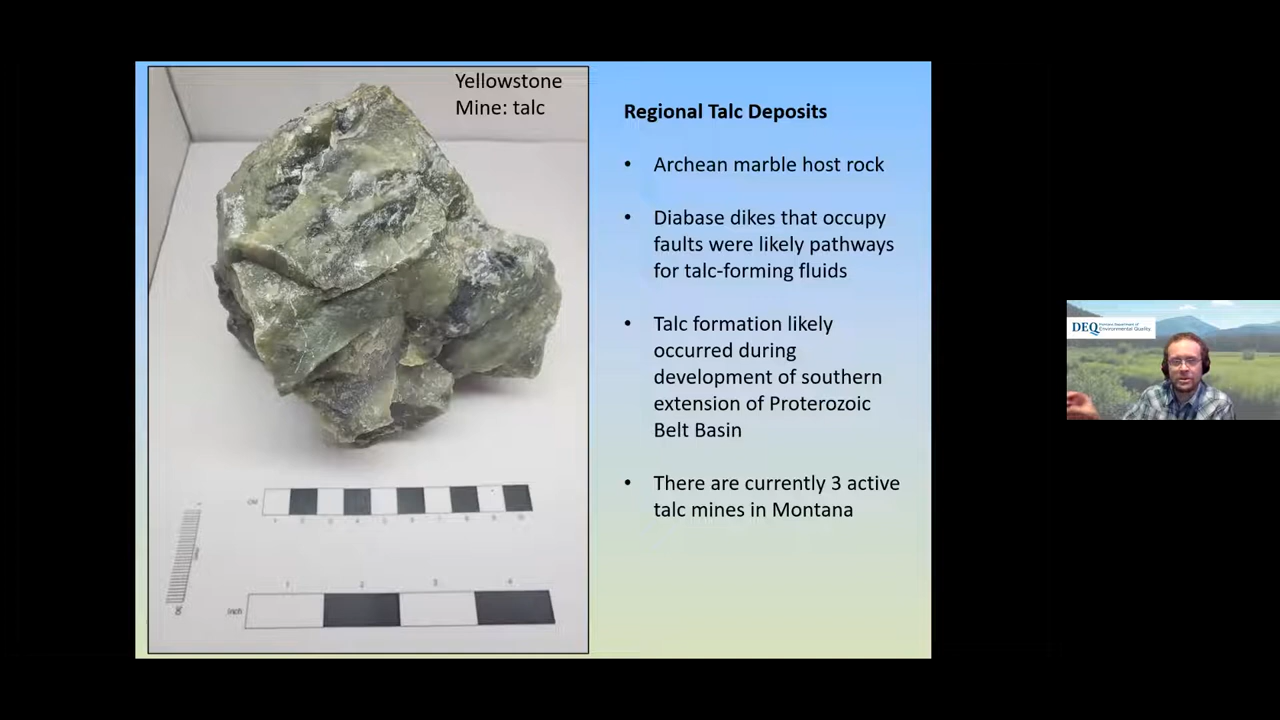 Yellowstone
Mine: talc
Regional Talc Deposits
• Archean marble host rock
• Diabase dikes that occupy
faults were likely pathways
for talc-forming fluids
• Talc formation likely
occurred during
development of southern
extension of Proterozoic
Belt Basin
• There are currently 3 active
talc mines in Montana
DEQ
Environmental Quality
1 2 3 4
Inch